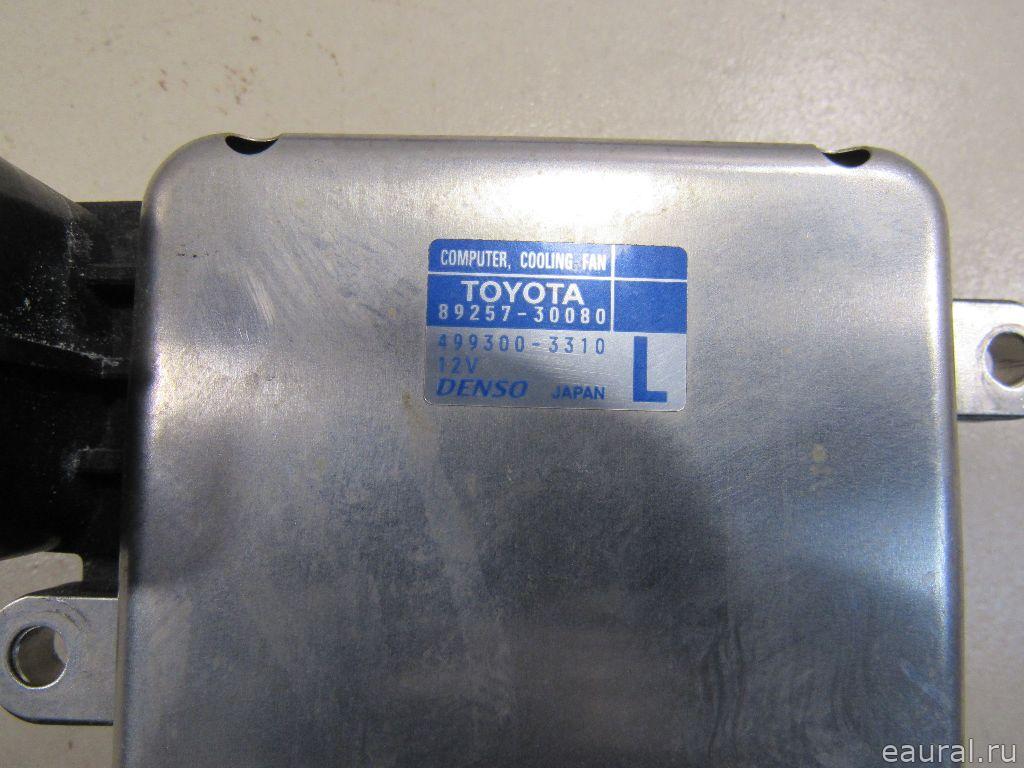 COMPUTER, COOLING FAN
TOYOTA
89257-30080
499300-3310
12V
L
DENSO JAPAN
eaural.ru